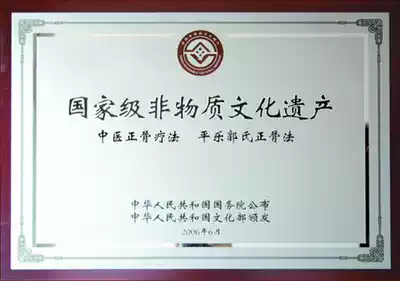 国家级非物质文化遗产
中医正骨疗法 平乐郭氏正骨法
中华人民共和国国务院公布
中华人民共和国文化部颁发
2006年6月